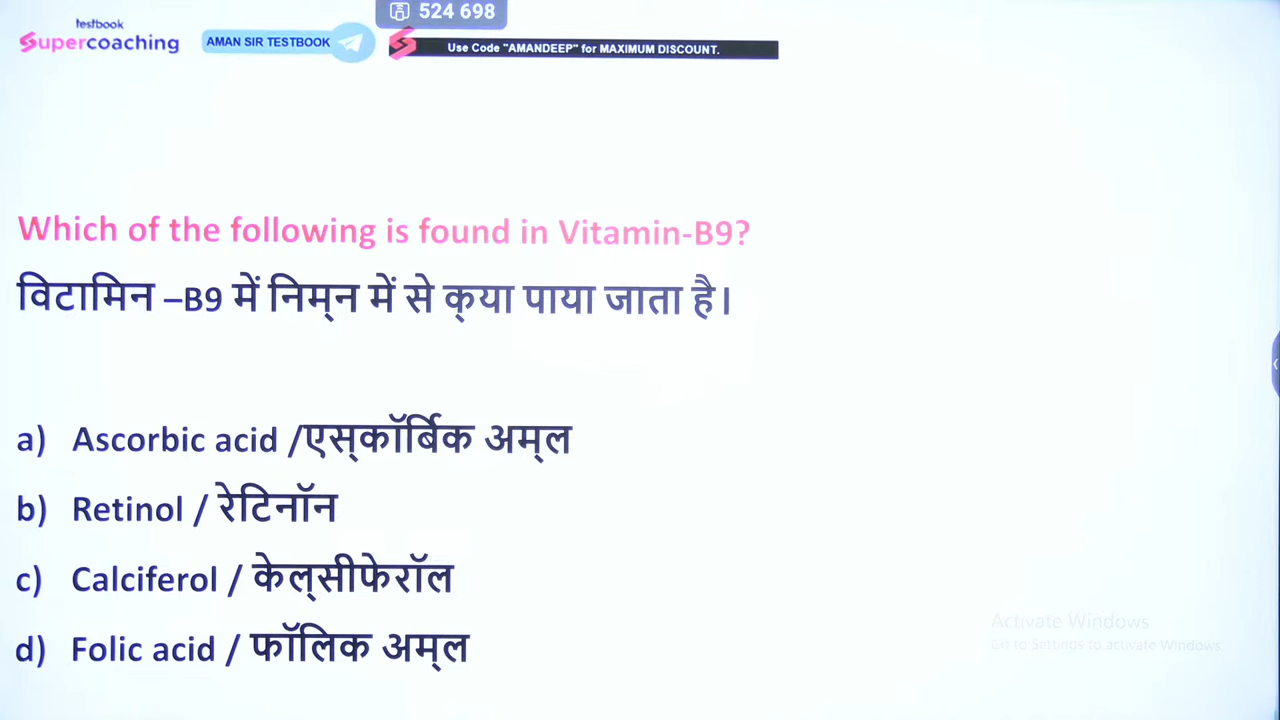 524 698
testbook
Supercoaching
AMAN SIR TESTBOOK
Use Code "AMANDEEP" for MAXIMUM DISCOUNT.
Which of the following is found in Vitamin-B9?
विटामिन –B9 में निम्‌न में से क्‌या पाया जाता है।
a) Ascorbic acid /एस्‌कॉर्बिक अम्‌ल
b) Retinol / रेटिनॉन
c) Calciferol / केल्‌सीफेरॉल
d) Folic acid / फॉलिक अम्‌ल
Activate Windows
Go to Settings to activate Windows.